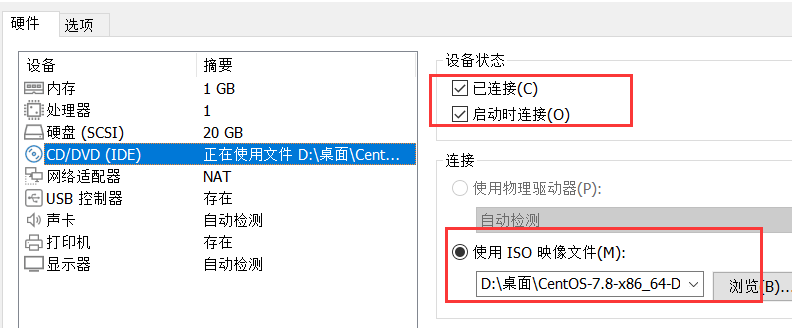 硬件 选项
设备 摘要
内存 1 GB
处理器 1
硬盘 (SCSI) 20 GB
CD/DVD (IDE) 正在使用文件 D:\桌面\Cent...
网络适配器 NAT
USB 控制器 存在
声卡 自动检测
打印机 存在
显示器 自动检测
设备状态
已连接(C)
启动时连接(O)
连接
使用物理驱动器(P):
自动检测
使用 ISO 映像文件(M):
D:\桌面\CentOS-7.8-x86_64-D 浏览(B)...